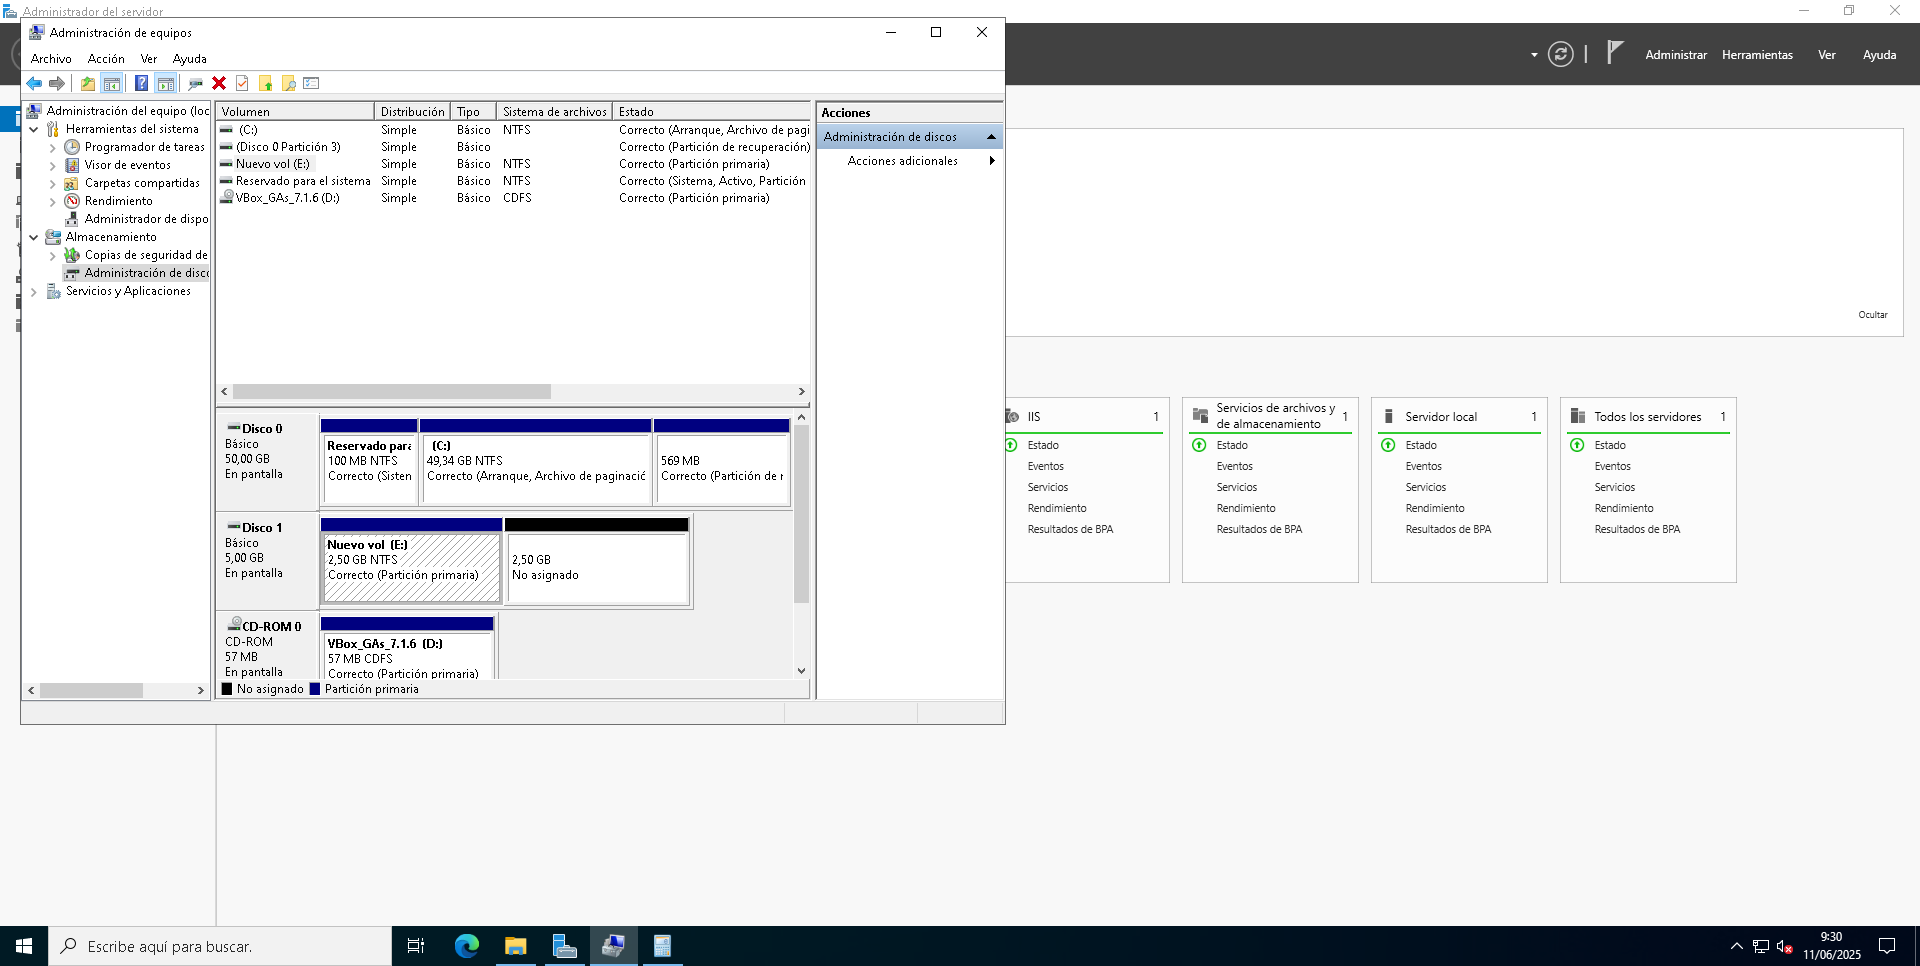 Administrador del servidor
Administración de equipos
Archivo Acción Ver Ayuda
Administrar Herramientas Ver Ayuda
Administración del equipo (loc
Herramientas del sistema
Programador de tareas
Visor de eventos
Carpetas compartidas
Rendimiento
Administrador de dispo
Almacenamiento
Copias de seguridad de
Administración de disco
Servicios y Aplicaciones
Volumen Distribución Tipo Sistema de archivos Estado
(C:) Simple Básico NTFS Correcto (Arranque, Archivo de pagi
(Disco 0 Partición 3) Simple Básico Correcto (Partición de recuperación)
Nuevo vol (E:) Simple Básico NTFS Correcto (Partición primaria)
Reservado para el sistema Simple Básico NTFS Correcto (Sistema, Activo, Partición
VBox_GAs_7.1.6 (D:) Simple Básico CDFS Correcto (Partición primaria)
Disco 0
Básico
50,00 GB
En pantalla
Reservado para
100 MB NTFS
Correcto (Sisten
(C:)
49,34 GB NTFS
Correcto (Arranque, Archivo de paginació
569 MB
Correcto (Partición de r
Disco 1
Básico
5,00 GB
En pantalla
Nuevo vol (E:)
2,50 GB NTFS
Correcto (Partición primaria)
2,50 GB
No asignado
CD-ROM 0
CD-ROM
57 MB
En pantalla
VBox_GAs_7.1.6 (D:)
57 MB CDFS
Correcto (Partición primaria)
No asignado Partición primaria
Acciones
Administración de discos
Acciones adicionales
Ocultar
IIS 1
Estado
Eventos
Servicios
Rendimiento
Resultados de BPA
Servicios de archivos y
de almacenamiento 1
Estado
Eventos
Servicios
Rendimiento
Resultados de BPA
Servidor local 1
Estado
Eventos
Servicios
Rendimiento
Resultados de BPA
Todos los servidores 1
Estado
Eventos
Servicios
Rendimiento
Resultados de BPA
Escribe aquí para buscar.
9:30
11/06/2025